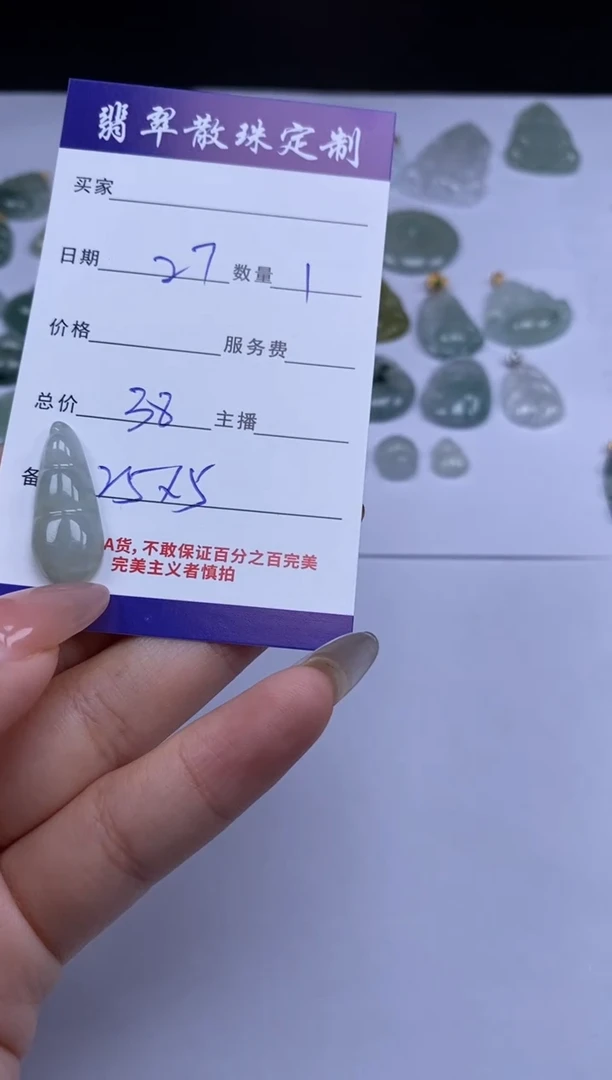 翡翠散珠定制
买家
日期 27 数量 1
价格 服务费
总价 38 主播
备 25x5
A货，不敢保证百分之百完美
完美主义者慎拍